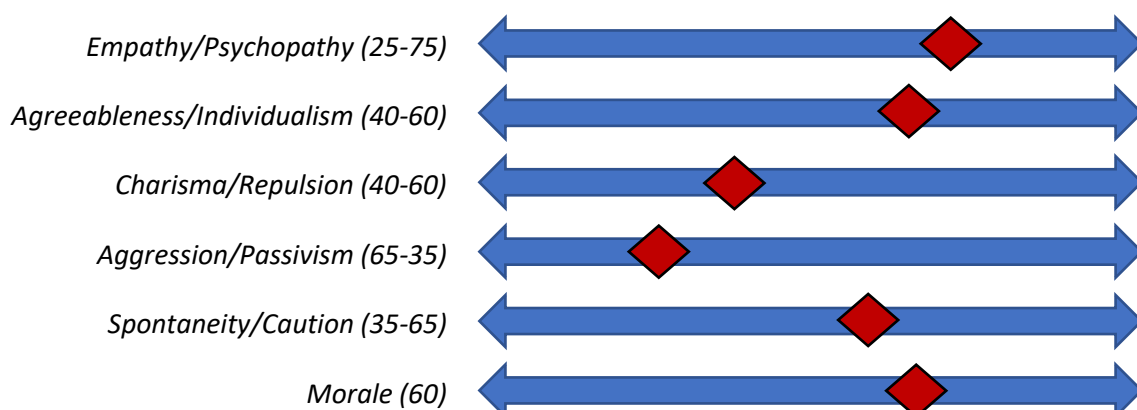 Empathy/Psychopathy (25-75)
Agreeableness/Individualism (40-60)
Charisma/Repulsion (40-60)
Aggression/Passivism (65-35)
Spontaneity/Caution (35-65)
Morale (60)